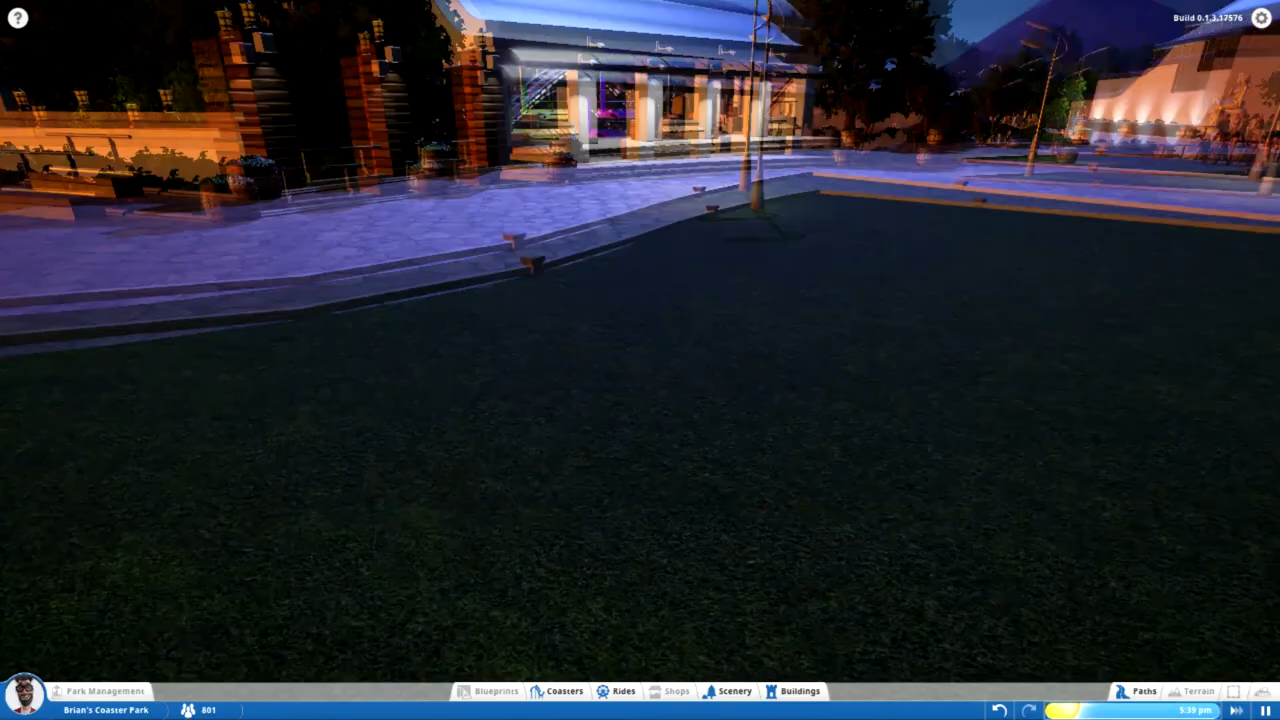 ?
Build 0.1.3.17576
Park Management
Blueprints
Coasters
Rides
Shops
Scenery
Buildings
Paths
Terrain
Brian's Coaster Park
801
5:39 pm